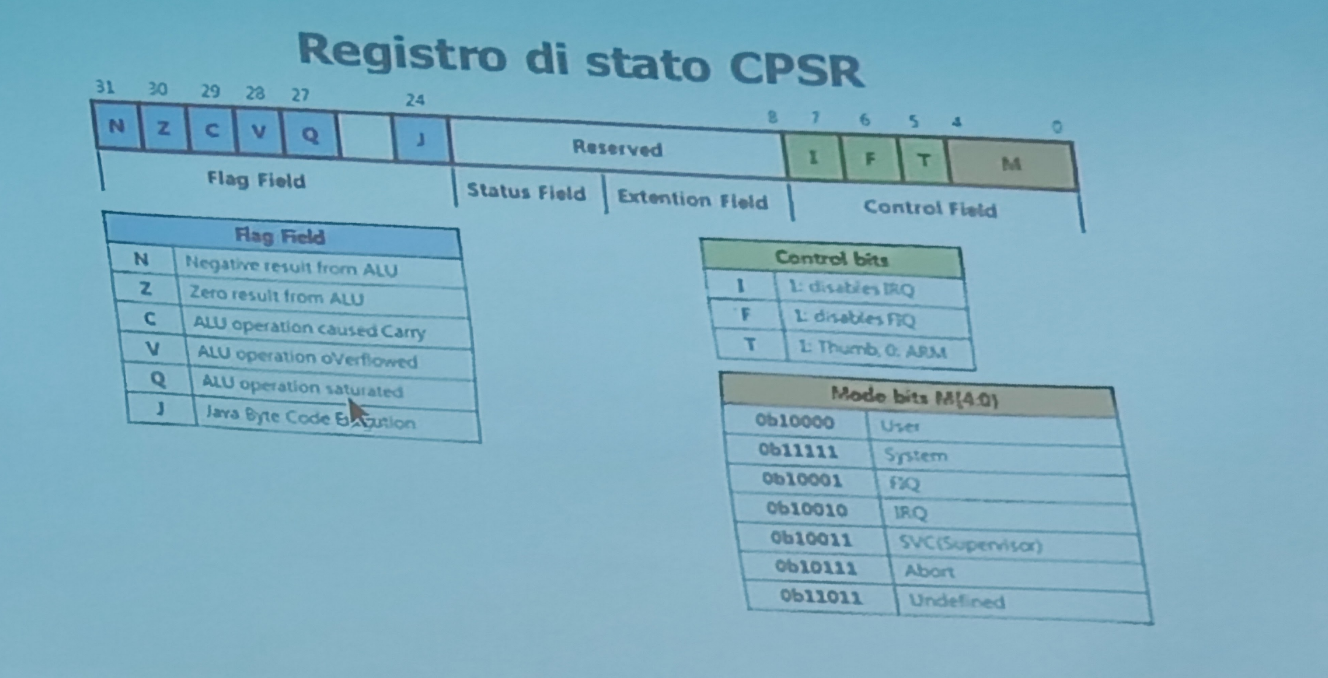 Registro di stato CPSR
31 30 29 28 27 24 8 7 6 5 4 0
N Z C V Q J Reserved I F T M
Flag Field Status Field Extention Field Control Field
Flag Field
N Negative result from ALU
Z Zero result from ALU
C ALU operation caused Carry
V ALU operation oVerflowed
Q ALU operation saturated
J Java Byte Code Execution
Control bits
I 1: disables IRQ
F 1: disables FIQ
T 1: Thumb, 0: ARM
Mode bits M[4:0]
0b10000 User
0b11111 System
0b10001 FIQ
0b10010 IRQ
0b10011 SVC(Supervisor)
0b10111 Abort
0b11011 Undefined